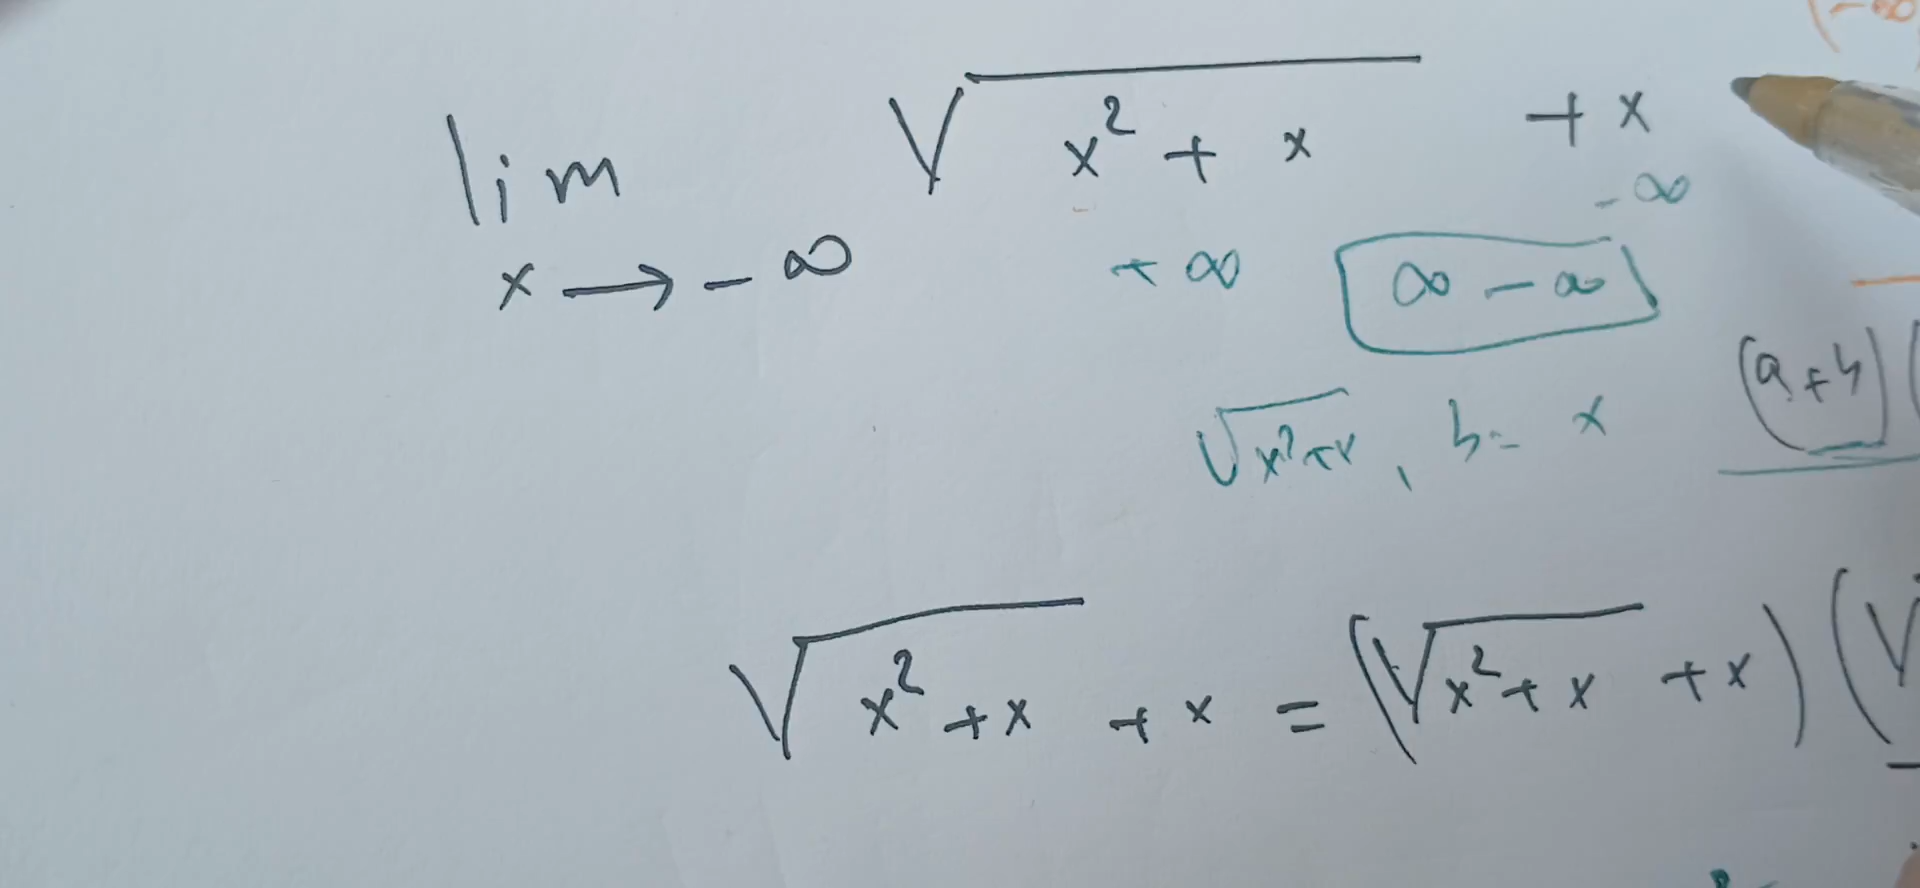 lim √(x² + x) + x
x → -∞
+∞ -∞
∞ - ∞
√(x²+x) , b = x (a+b)(
√(x² + x) + x = (√(x² + x) + x)(√